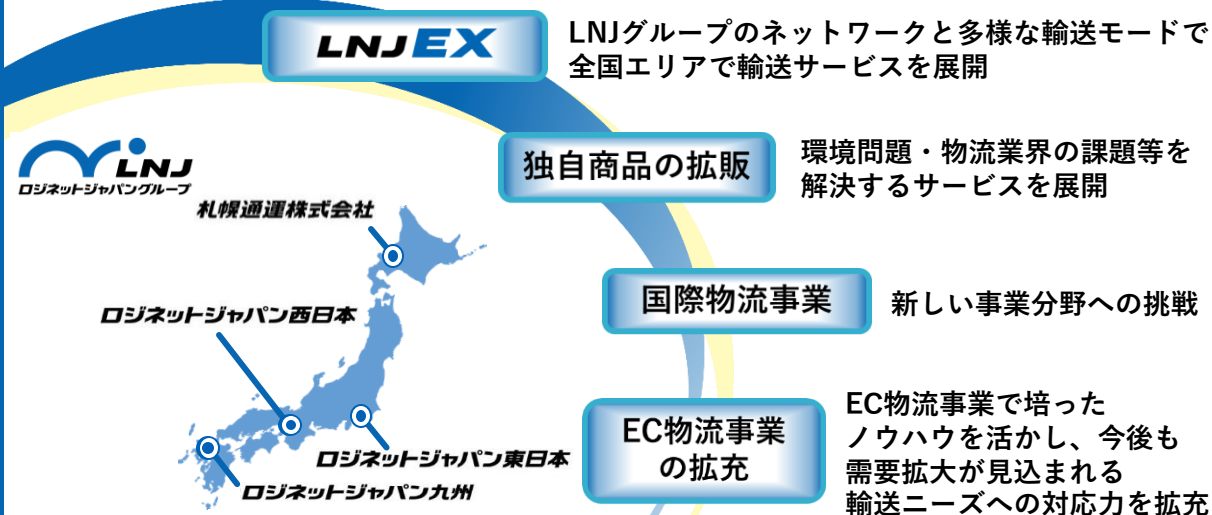 LNJ EX
LNJグループのネットワークと多様な輸送モードで
全国エリアで輸送サービスを展開
独自商品の拡販
環境問題・物流業界の課題等を
解決するサービスを展開
LNJ
ロジネットジャパングループ
札幌通運株式会社
国際物流事業
新しい事業分野への挑戦
ロジネットジャパン西日本
EC物流事業
の拡充
EC物流事業で培った
ノウハウを活かし、今後も
需要拡大が見込まれる
輸送ニーズへの対応力を拡充
ロジネットジャパン東日本
ロジネットジャパン九州